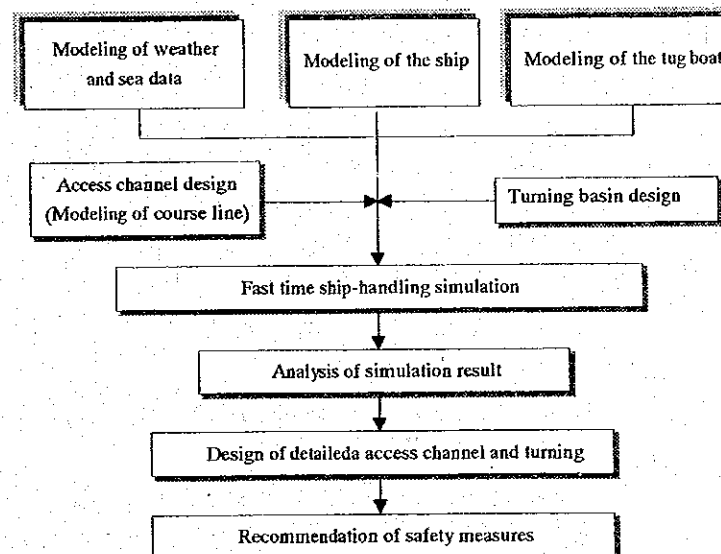 Modeling of weather
and sea data
Modeling of the ship
Modeling of the tug boat
Access channel design
(Modeling of course line)
Turning basin design
Fast time ship-handling simulation
Analysis of simulation result
Design of detaileda access channel and turning
Recommendation of safety measures